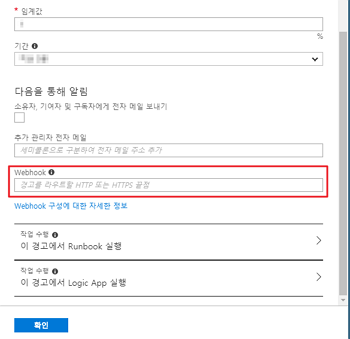 * 임계값
%
기간
다음을 통해 알림
소유자, 기여자 및 구독자에게 전자 메일 보내기
추가 관리자 전자 메일
세미콜론으로 구분하여 전자 메일 주소 추가
Webhook
경고를 라우트할 HTTP 또는 HTTPS 끝점
Webhook 구성에 대한 자세한 정보
작업 수행
이 경고에서 Runbook 실행
작업 수행
이 경고에서 Logic App 실행
확인